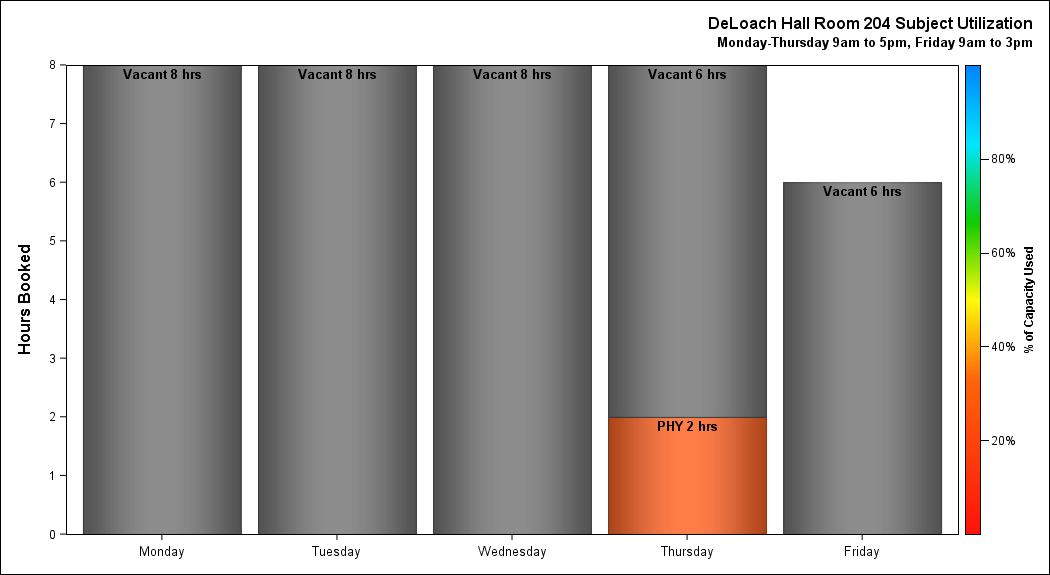 DeLoach Hall Room 204 Subject Utilization
Monday-Thursday 9am to 5pm, Friday 9am to 3pm
Hours Booked
8
7
6
5
4
3
2
1
0
Vacant 8 hrs
Vacant 8 hrs
Vacant 8 hrs
Vacant 6 hrs
PHY 2 hrs
Vacant 6 hrs
Monday
Tuesday
Wednesday
Thursday
Friday
80%
60%
40%
20%
% of Capacity Used